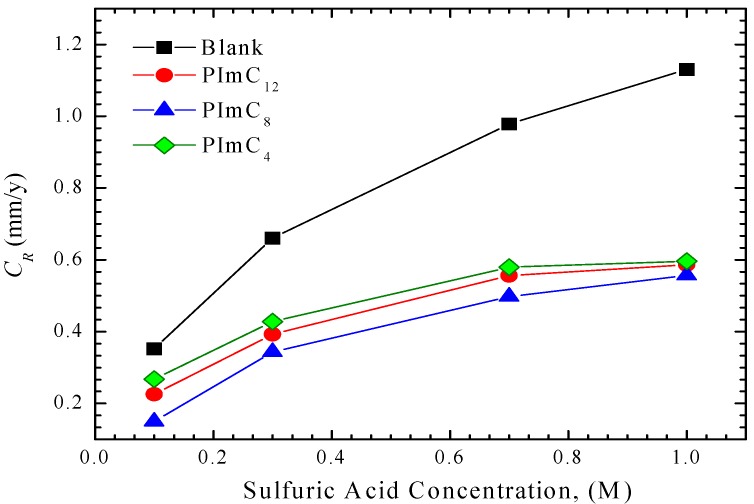 1.2
1.0
0.8
0.6
0.4
0.2
C_R (mm/y)
Blank
PImC12
PImC8
PImC4
0.0 0.2 0.4 0.6 0.8 1.0
Sulfuric Acid Concentration, (M)